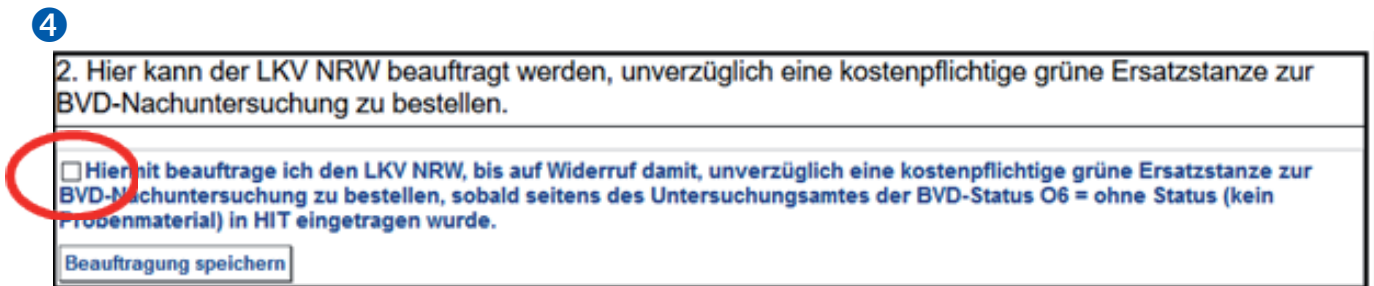 4
2. Hier kann der LKV NRW beauftragt werden, unverzüglich eine kostenpflichtige grüne Ersatzstanze zur
BVD-Nachuntersuchung zu bestellen.
Hiermit beauftrage ich den LKV NRW, bis auf Widerruf damit, unverzüglich eine kostenpflichtige grüne Ersatzstanze zur
BVD-Nachuntersuchung zu bestellen, sobald seitens des Untersuchungsamtes der BVD-Status O6 = ohne Status (kein
Probenmaterial) in HIT eingetragen wurde.
Beauftragung speichern